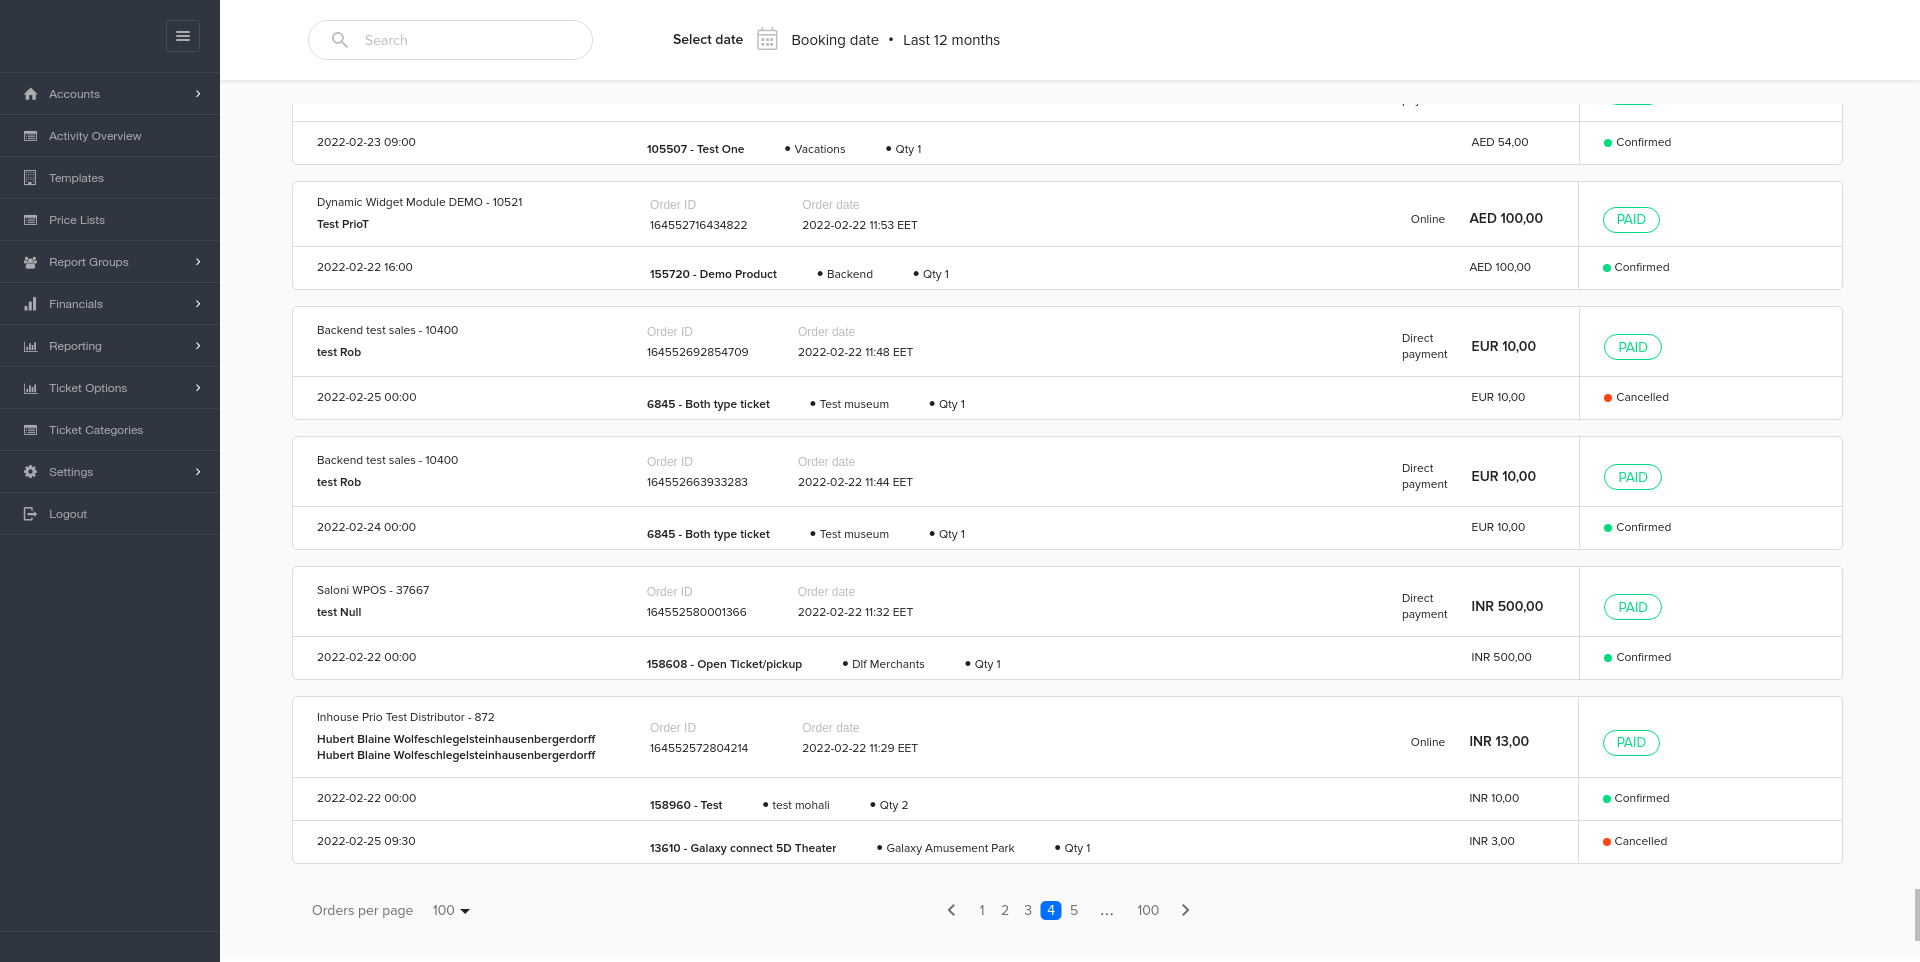 Search
Select date Booking date • Last 12 months
Accounts
Activity Overview
Templates
Price Lists
Report Groups
Financials
Reporting
Ticket Options
Ticket Categories
Settings
Logout
2022-02-23 09:00 105507 - Test One • Vacations • Qty 1 AED 54,00 Confirmed
Dynamic Widget Module DEMO - 10521
Test PrioT
Order ID
164552716434822
Order date
2022-02-22 11:53 EET
Online AED 100,00 PAID
2022-02-22 16:00 155720 - Demo Product • Backend • Qty 1 AED 100,00 Confirmed
Backend test sales - 10400
test Rob
Order ID
164552692854709
Order date
2022-02-22 11:48 EET
Direct
payment
EUR 10,00 PAID
2022-02-25 00:00 6845 - Both type ticket • Test museum • Qty 1 EUR 10,00 Cancelled
Backend test sales - 10400
test Rob
Order ID
164552663933283
Order date
2022-02-22 11:44 EET
Direct
payment
EUR 10,00 PAID
2022-02-24 00:00 6845 - Both type ticket • Test museum • Qty 1 EUR 10,00 Confirmed
Saloni WPOS - 37667
test Null
Order ID
164552580001366
Order date
2022-02-22 11:32 EET
Direct
payment
INR 500,00 PAID
2022-02-22 00:00 158608 - Open Ticket/pickup • Dlf Merchants • Qty 1 INR 500,00 Confirmed
Inhouse Prio Test Distributor - 872
Hubert Blaine Wolfeschlegelsteinhausenbergerdorff
Hubert Blaine Wolfeschlegelsteinhausenbergerdorff
Order ID
164552572804214
Order date
2022-02-22 11:29 EET
Online INR 13,00 PAID
2022-02-22 00:00 158960 - Test • test mohali • Qty 2 INR 10,00 Confirmed
2022-02-25 09:30 13610 - Galaxy connect 5D Theater • Galaxy Amusement Park • Qty 1 INR 3,00 Cancelled
Orders per page 100
1 2 3 4 5 ... 100